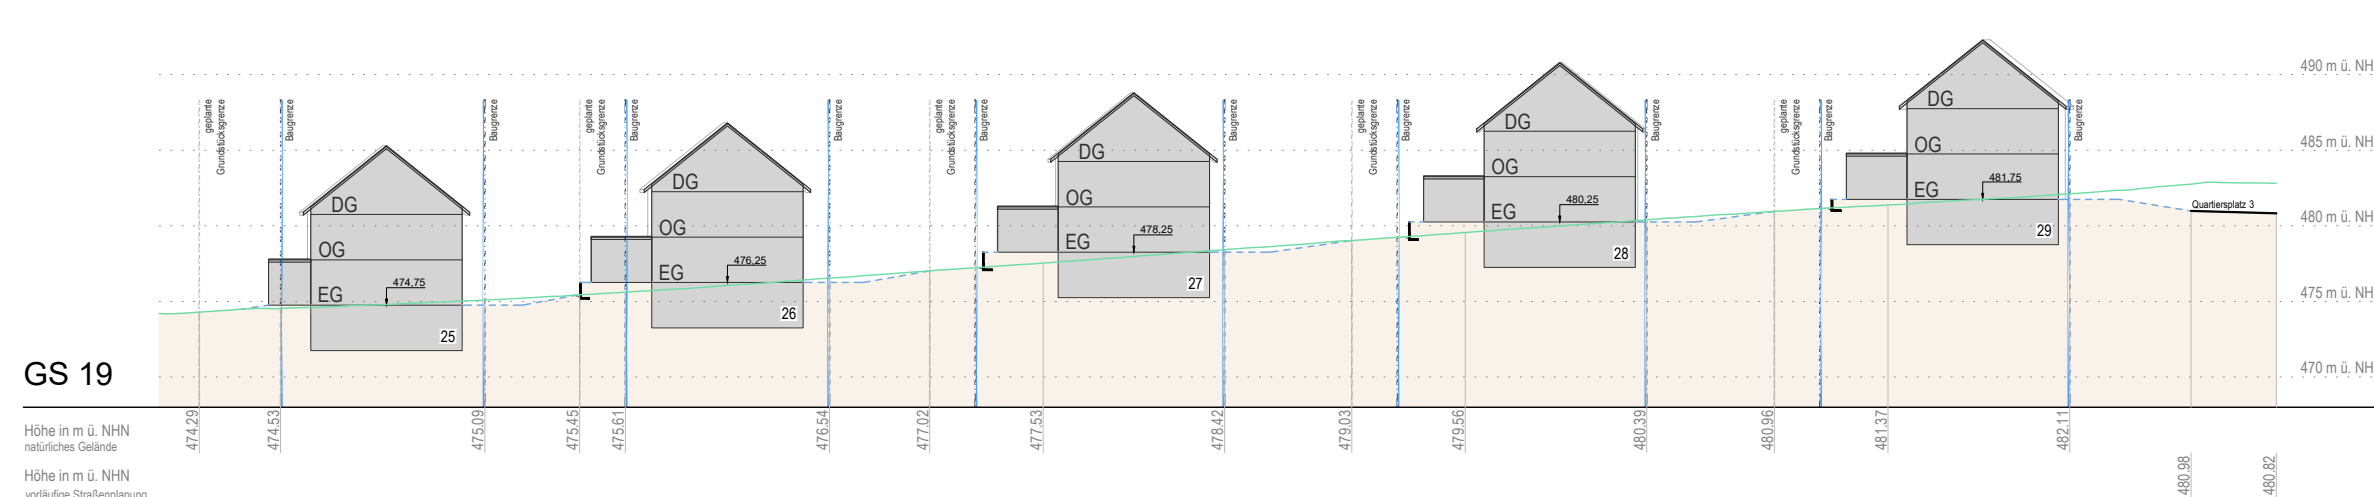 490 m ü. NH
485 m ü. NH
480 m ü. NH
475 m ü. NH
470 m ü. NH
geplante
Grundstücksgrenze
Baugrenze
Baugrenze
geplante
Grundstücksgrenze
Baugrenze
Baugrenze
geplante
Grundstücksgrenze
Baugrenze
Baugrenze
geplante
Grundstücksgrenze
Baugrenze
Baugrenze
geplante
Grundstücksgrenze
Baugrenze
Baugrenze
DG
OG
EG
474,75
25
DG
OG
EG
476,25
26
DG
OG
EG
478,25
27
DG
OG
EG
480,25
28
DG
OG
EG
481,75
29
Quartiersplatz 3
GS 19
Höhe in m ü. NHN
natürliches Gelände
474.29
474.53
475.09
475.45
475.61
476.54
477.02
477.53
478.42
479.03
479.56
480.39
480.96
481.37
482.11
Höhe in m ü. NHN
vorläufige Straßenplanung
480.98
480.82